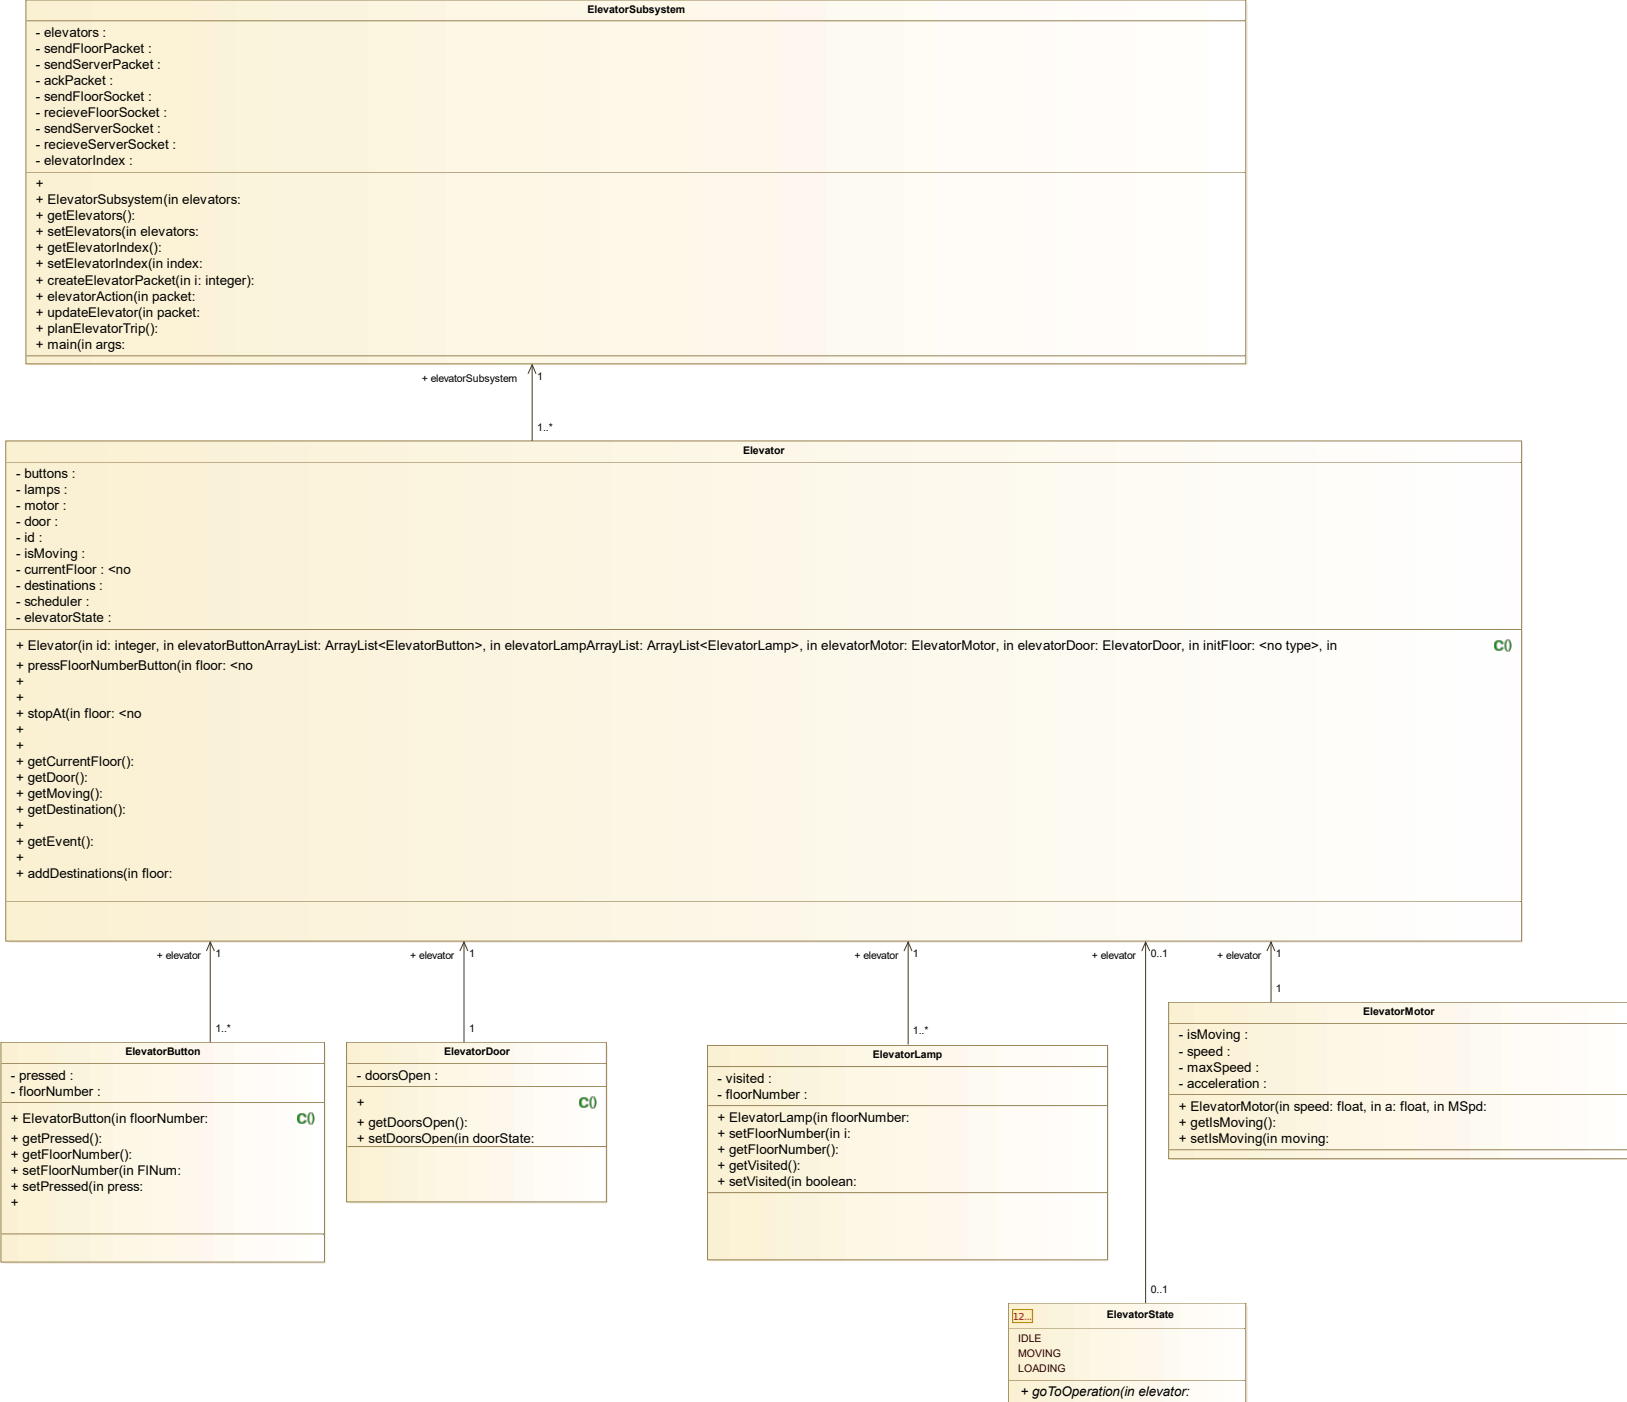 ElevatorSubsystem
- elevators :
- sendFloorPacket :
- sendServerPacket :
- ackPacket :
- sendFloorSocket :
- recieveFloorSocket :
- sendServerSocket :
- recieveServerSocket :
- elevatorIndex :
+
+ ElevatorSubsystem(in elevators:
+ getElevators():
+ setElevators(in elevators:
+ getElevatorIndex():
+ setElevatorIndex(in index:
+ createElevatorPacket(in i: integer):
+ elevatorAction(in packet:
+ updateElevator(in packet:
+ planElevatorTrip():
+ main(in args:
+ elevatorSubsystem 1
1..*
Elevator
- buttons :
- lamps :
- motor :
- door :
- id :
- isMoving :
- currentFloor : <no
- destinations :
- scheduler :
- elevatorState :
+ Elevator(in id: integer, in elevatorButtonArrayList: ArrayList<ElevatorButton>, in elevatorLampArrayList: ArrayList<ElevatorLamp>, in elevatorMotor: ElevatorMotor, in elevatorDoor: ElevatorDoor, in initFloor: <no type>, in C()
+ pressFloorNumberButton(in floor: <no
+
+
+ stopAt(in floor: <no
+
+
+ getCurrentFloor():
+ getDoor():
+ getMoving():
+ getDestination():
+
+ getEvent():
+
+ addDestinations(in floor:
+ elevator 1
1..*
+ elevator 1
1
+ elevator 1
1..*
+ elevator 0..1
0..1
+ elevator 1
1
ElevatorButton
- pressed :
- floorNumber :
+ ElevatorButton(in floorNumber: C()
+ getPressed():
+ getFloorNumber():
+ setFloorNumber(in FlNum:
+ setPressed(in press:
+
ElevatorDoor
- doorsOpen :
+ C()
+ getDoorsOpen():
+ setDoorsOpen(in doorState:
ElevatorLamp
- visited :
- floorNumber :
+ ElevatorLamp(in floorNumber:
+ setFloorNumber(in i:
+ getFloorNumber():
+ getVisited():
+ setVisited(in boolean:
ElevatorMotor
- isMoving :
- speed :
- maxSpeed :
- acceleration :
+ ElevatorMotor(in speed: float, in a: float, in MSpd:
+ getIsMoving():
+ setIsMoving(in moving:
12... ElevatorState
IDLE
MOVING
LOADING
+ goToOperation(in elevator: